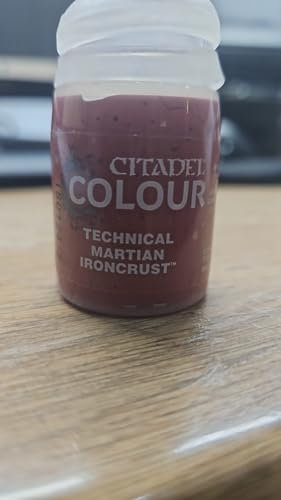 CITADEL
COLOUR
TECHNICAL
MARTIAN
IRONCRUST™